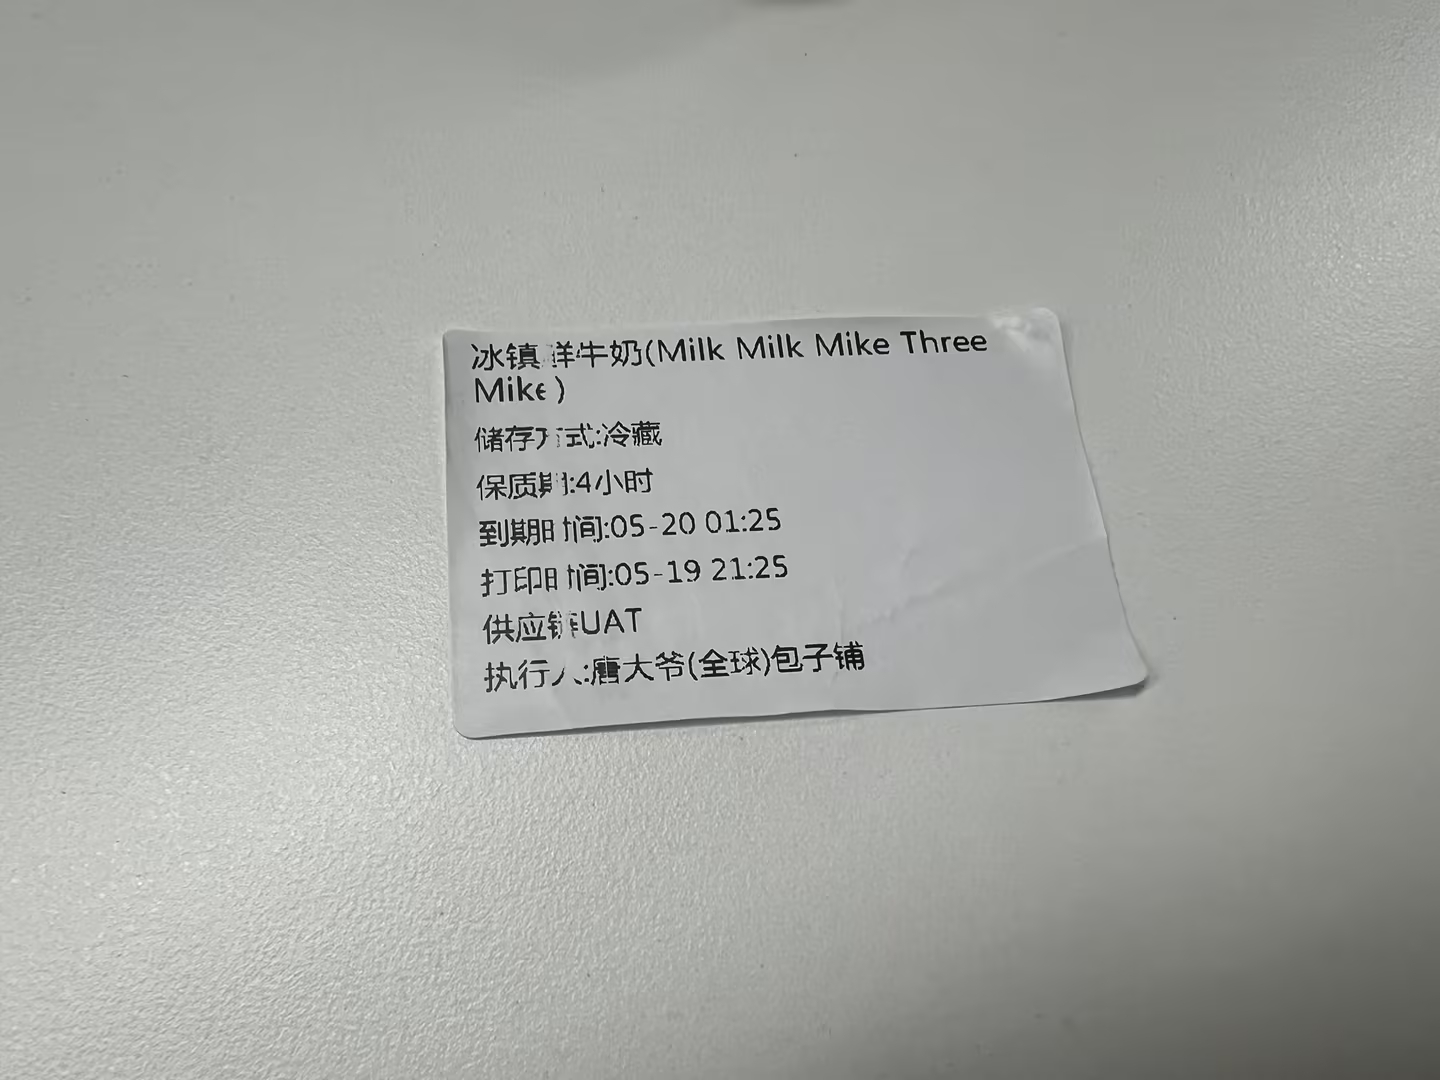 冰镇鲜牛奶(Milk Milk Mike Three
Mike)
储存方式:冷藏
保质期:4小时
到期时间:05-20 01:25
打印时间:05-19 21:25
供应链UAT
执行人:唐大爷(全球)包子铺